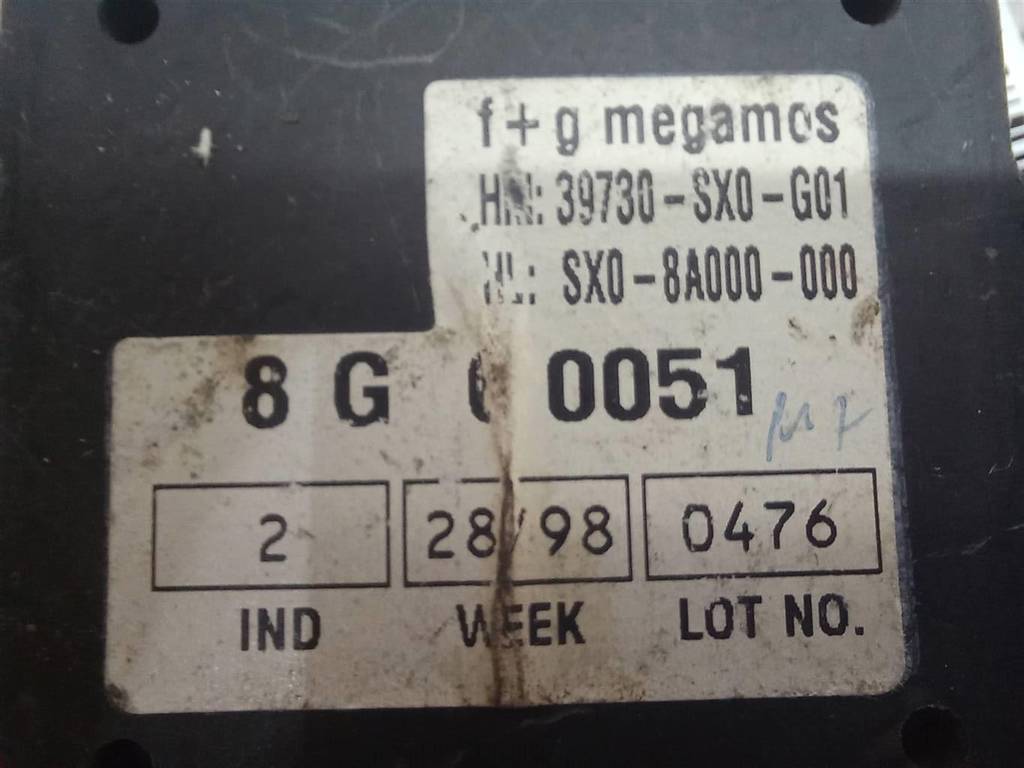 f+g megamos
39730-SX0-G01
SX0-8A000-000
8 G 0051
2 28/98 0476
IND WEEK LOT NO.